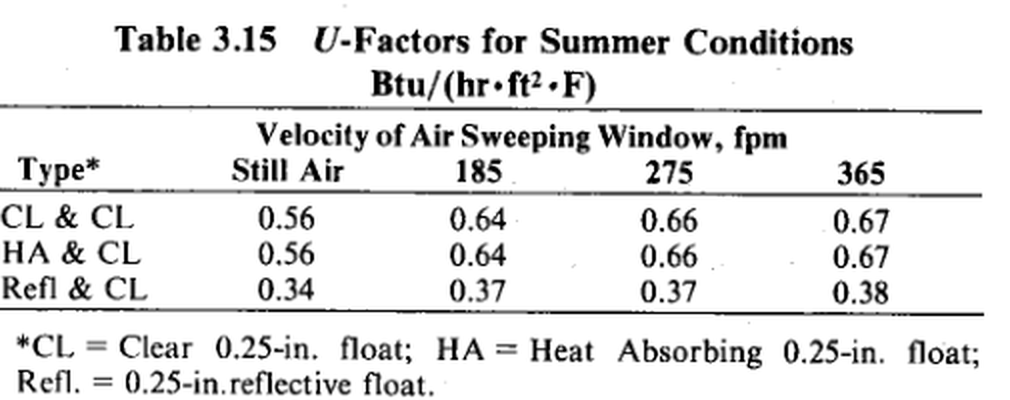 Table 3.15 U-Factors for Summer Conditions
Btu/(hr•ft²•F)
Velocity of Air Sweeping Window, fpm
Type* Still Air 185 275 365
CL & CL 0.56 0.64 0.66 0.67
HA & CL 0.56 0.64 0.66 0.67
Refl & CL 0.34 0.37 0.37 0.38
*CL = Clear 0.25-in. float; HA = Heat Absorbing 0.25-in. float;
Refl. = 0.25-in.reflective float.